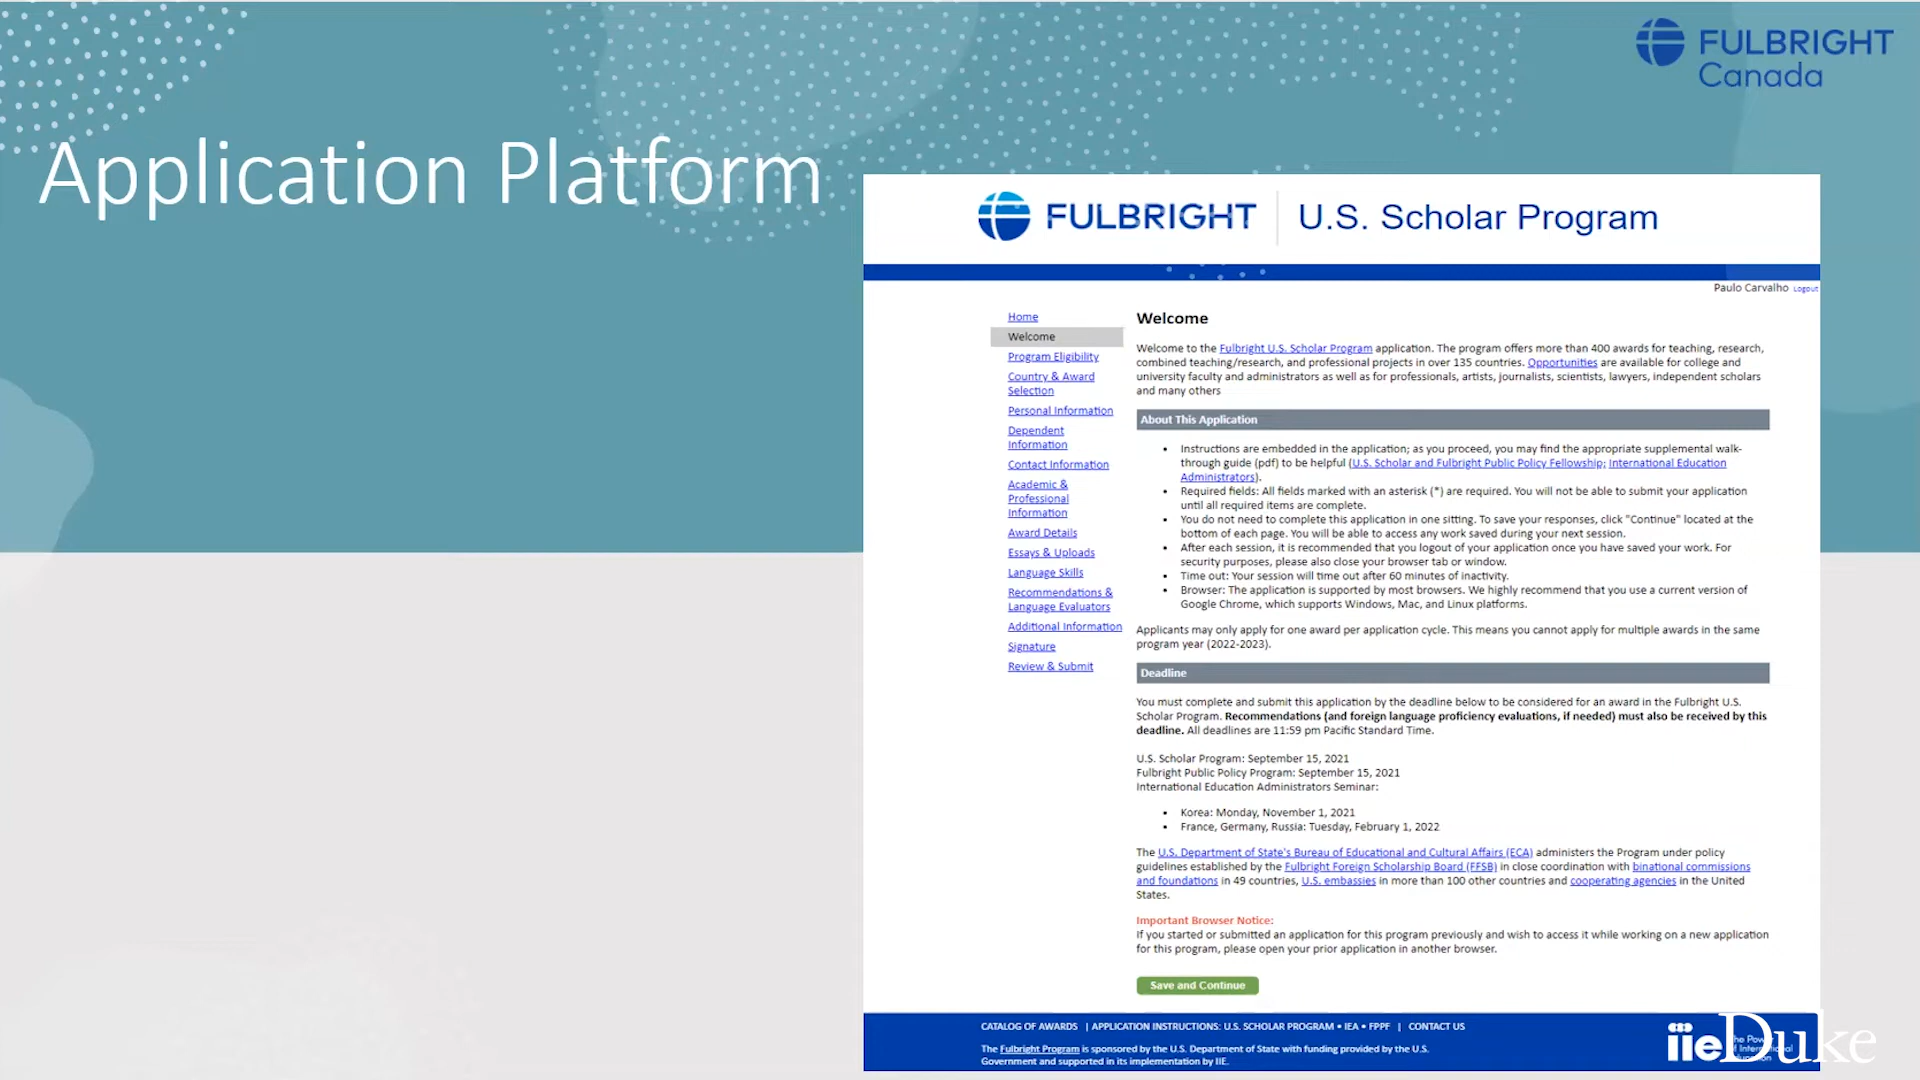 FULBRIGHT
Canada
Application Platform
FULBRIGHT
U.S. Scholar Program
Paulo Carvalho Logout
Home
Welcome
Program Eligibility
Country & Award
Selection
Personal Information
Dependent
Information
Contact Information
Academic &
Professional
Information
Award Details
Essays & Uploads
Language Skills
Recommendations &
Language Evaluators
Additional Information
Signature
Review & Submit
Welcome
Welcome to the Fulbright U.S. Scholar Program application. The program offers more than 400 awards for teaching, research,
combined teaching/research, and professional projects in over 135 countries. Opportunities are available for college and
university faculty and administrators as well as for professionals, artists, journalists, scientists, lawyers, independent scholars
and many others
About This Application
• Instructions are embedded in the application; as you proceed, you may find the appropriate supplemental walk-
through guide (pdf) to be helpful (U.S. Scholar and Fulbright Public Policy Fellowship; International Education
Administrators).
• Required fields: All fields marked with an asterisk (*) are required. You will not be able to submit your application
until all required items are complete.
• You do not need to complete this application in one sitting. To save your responses, click "Continue" located at the
bottom of each page. You will be able to access any work saved during your next session.
• After each session, it is recommended that you logout of your application once you have saved your work. For
security purposes, please also close your browser tab or window.
• Time out: Your session will time out after 60 minutes of inactivity.
• Browser: The application is supported by most browsers. We highly recommend that you use a current version of
Google Chrome, which supports Windows, Mac, and Linux platforms.
Applicants may only apply for one award per application cycle. This means you cannot apply for multiple awards in the same
program year (2022-2023).
Deadline
You must complete and submit this application by the deadline below to be considered for an award in the Fulbright U.S.
Scholar Program. Recommendations (and foreign language proficiency evaluations, if needed) must also be received by this
deadline. All deadlines are 11:59 pm Pacific Standard Time.
U.S. Scholar Program: September 15, 2021
Fulbright Public Policy Program: September 15, 2021
International Education Administrators Seminar:
• Korea: Monday, November 1, 2021
• France, Germany, Russia: Tuesday, February 1, 2022
The U.S. Department of State's Bureau of Educational and Cultural Affairs (ECA) administers the Program under policy
guidelines established by the Fulbright Foreign Scholarship Board (FFSB) in close coordination with binational commissions
and foundations in 49 countries, U.S. embassies in more than 100 other countries and cooperating agencies in the United
States.
Important Browser Notice:
If you started or submitted an application for this program previously and wish to access it while working on a new application
for this program, please open your prior application in another browser.
Save and Continue
CATALOG OF AWARDS | APPLICATION INSTRUCTIONS: U.S. SCHOLAR PROGRAM • IEA • FPPF | CONTACT US
The Fulbright Program is sponsored by the U.S. Department of State with funding provided by the U.S.
Government and supported in its implementation by IIE.
iie
Duke